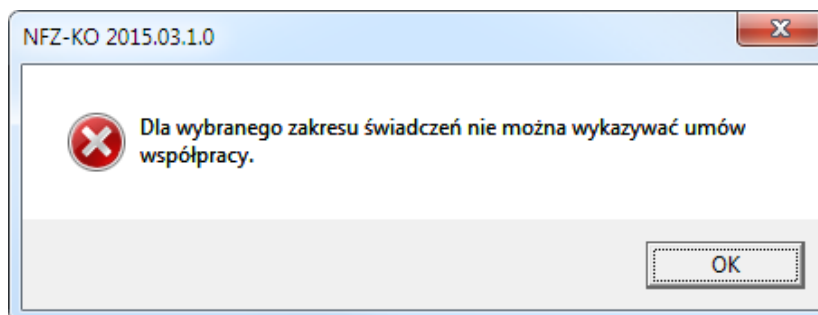 NFZ-KO 2015.03.1.0
Dla wybranego zakresu świadczeń nie można wykazywać umów
współpracy.
OK